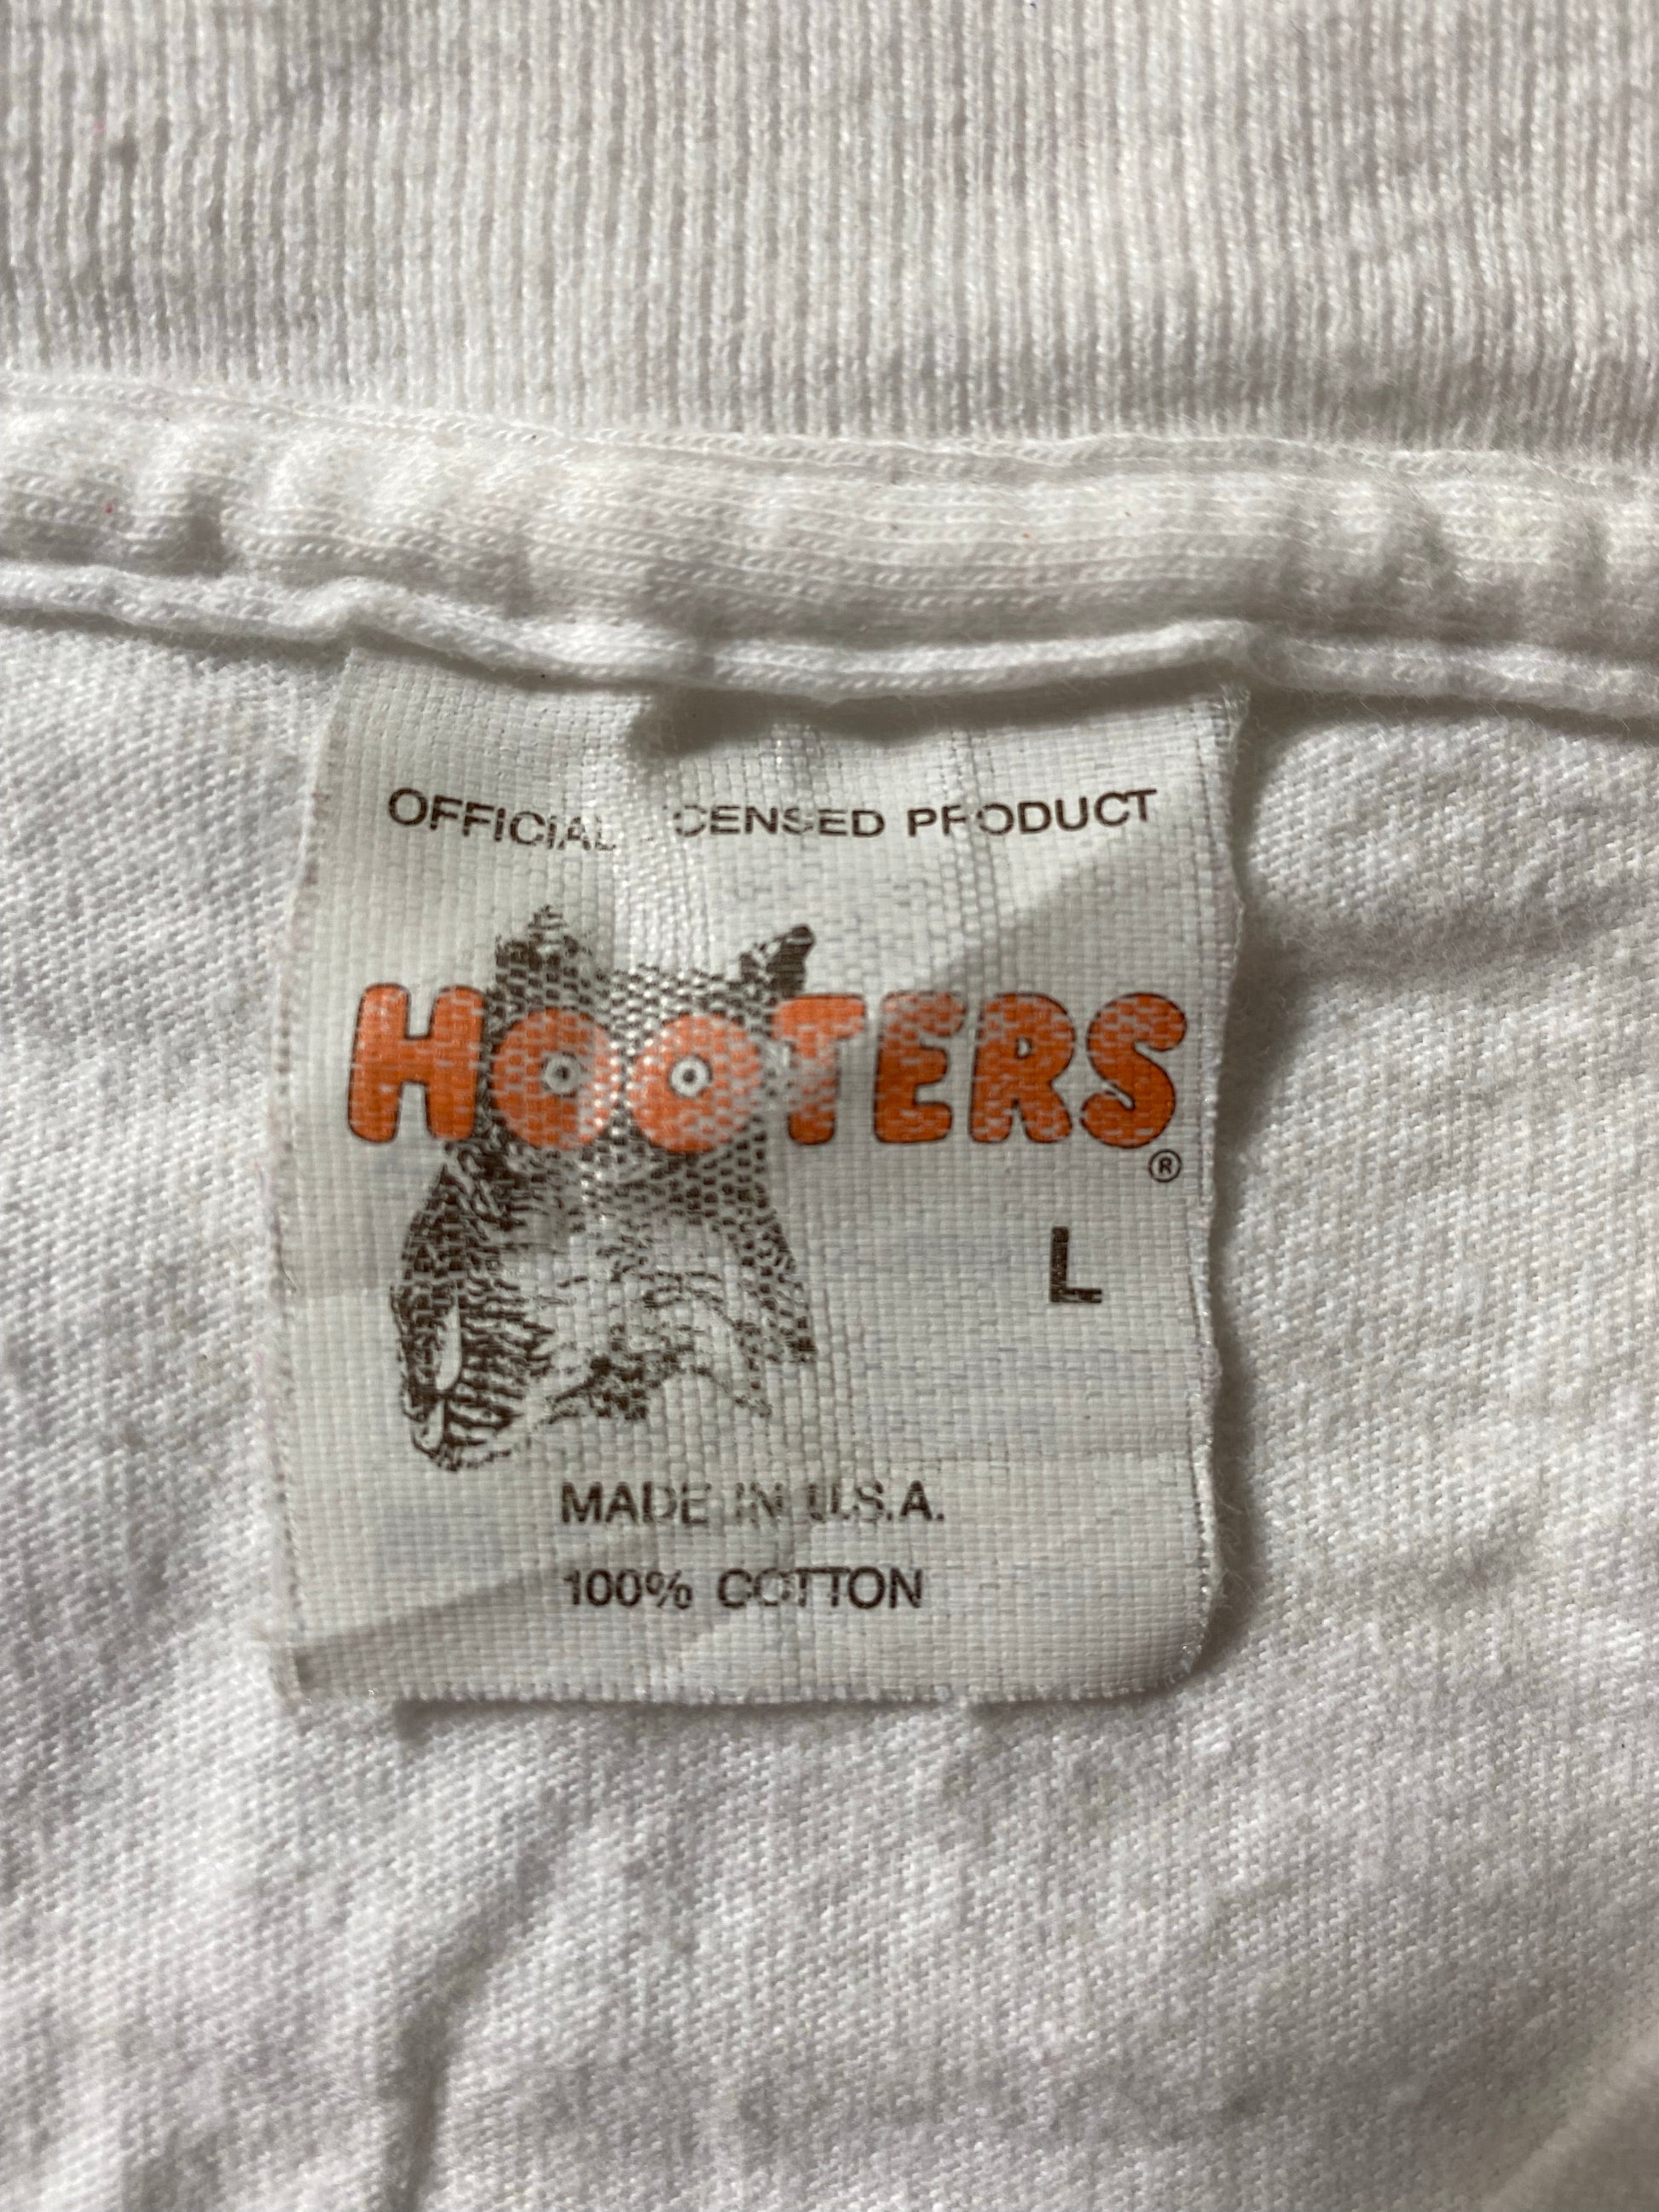 OFFICIAL LICENSED PRODUCT
HOOTERS
®
L
MADE IN U.S.A.
100% COTTON